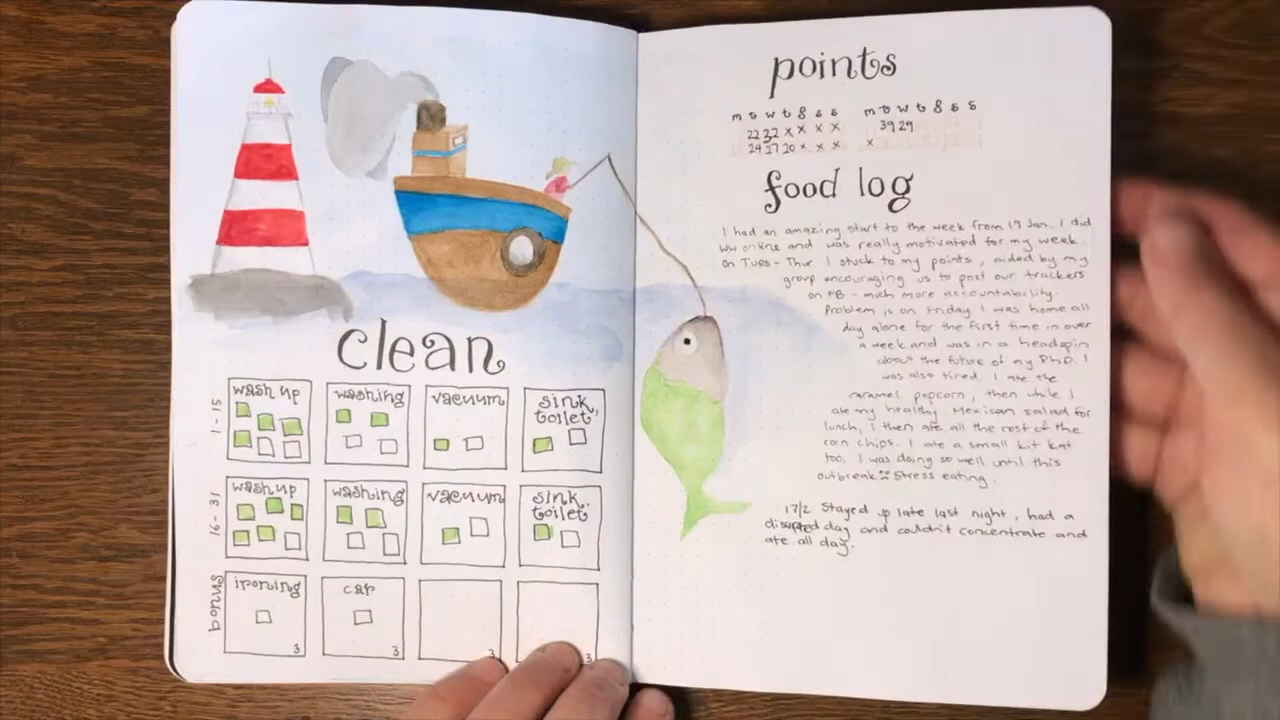 clean
1-15
wash up
washing
vacuum
sink,
toilet
16-31
wash up
washing
vacuum
sink,
toilet
bonus
ironing
3
car
3
3
3
points
m t w t f s s
22 32 x x x x
24 27 20 x x x
m t w t f s s
39 29
x
food log
I had an amazing start to the week from 19 Jan. I did
WW online and was really motivated for my week.
On Tues - Thur I stuck to my points, aided by my
group encouraging us to post our trackers
on FB - much more accountability.
Problem is on Friday I was home all
day alone for the first time in over
a week and was in a headspin
about the future of my PhD. I
was also tired. I ate the
caramel popcorn, then while I
ate my healthy Mexican salad for
lunch, I then ate all the rest of the
corn chips. I ate a small kit kat
too. I was doing so well until this
outbreak Stress eating.
17/2 Stayed up late last night, had a
disrupted day and couldn't concentrate and
ate all day.